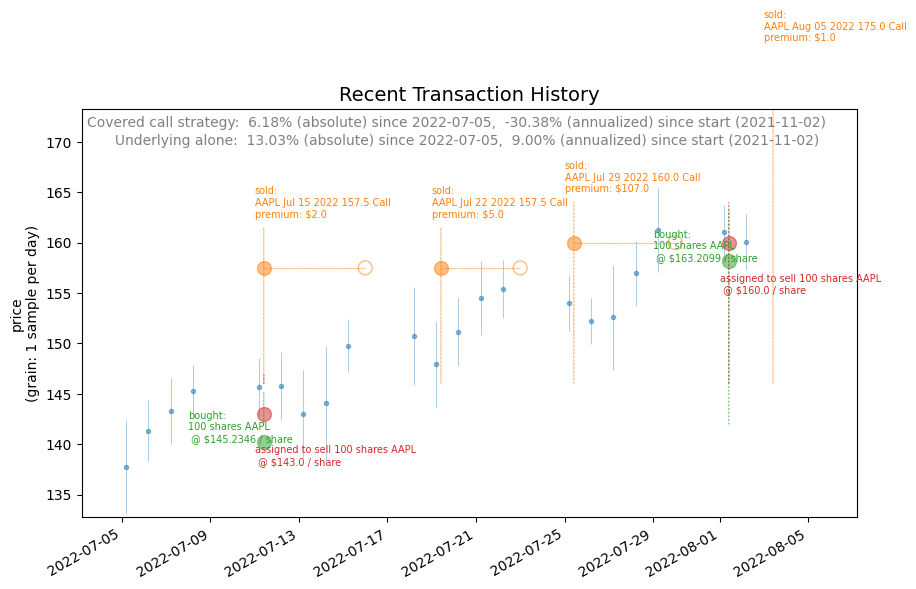 sold:
AAPL Aug 05 2022 175.0 Call
premium: $1.0
Recent Transaction History
Covered call strategy:  6.18% (absolute) since 2022-07-05,  -30.38% (annualized) since start (2021-11-02)
Underlying alone:  13.03% (absolute) since 2022-07-05,  9.00% (annualized) since start (2021-11-02)
170
165
160
155
150
145
140
135
price
(grain: 1 sample per day)
sold:
AAPL Jul 15 2022 157.5 Call
premium: $2.0
sold:
AAPL Jul 22 2022 157.5 Call
premium: $5.0
sold:
AAPL Jul 29 2022 160.0 Call
premium: $107.0
bought:
100 shares AAPL
@ $163.2099 / share
assigned to sell 100 shares AAPL
@ $160.0 / share
bought:
100 shares AAPL
@ $145.2346 / share
assigned to sell 100 shares AAPL
@ $143.0 / share
2022-07-05
2022-07-09
2022-07-13
2022-07-17
2022-07-21
2022-07-25
2022-07-29
2022-08-01
2022-08-05